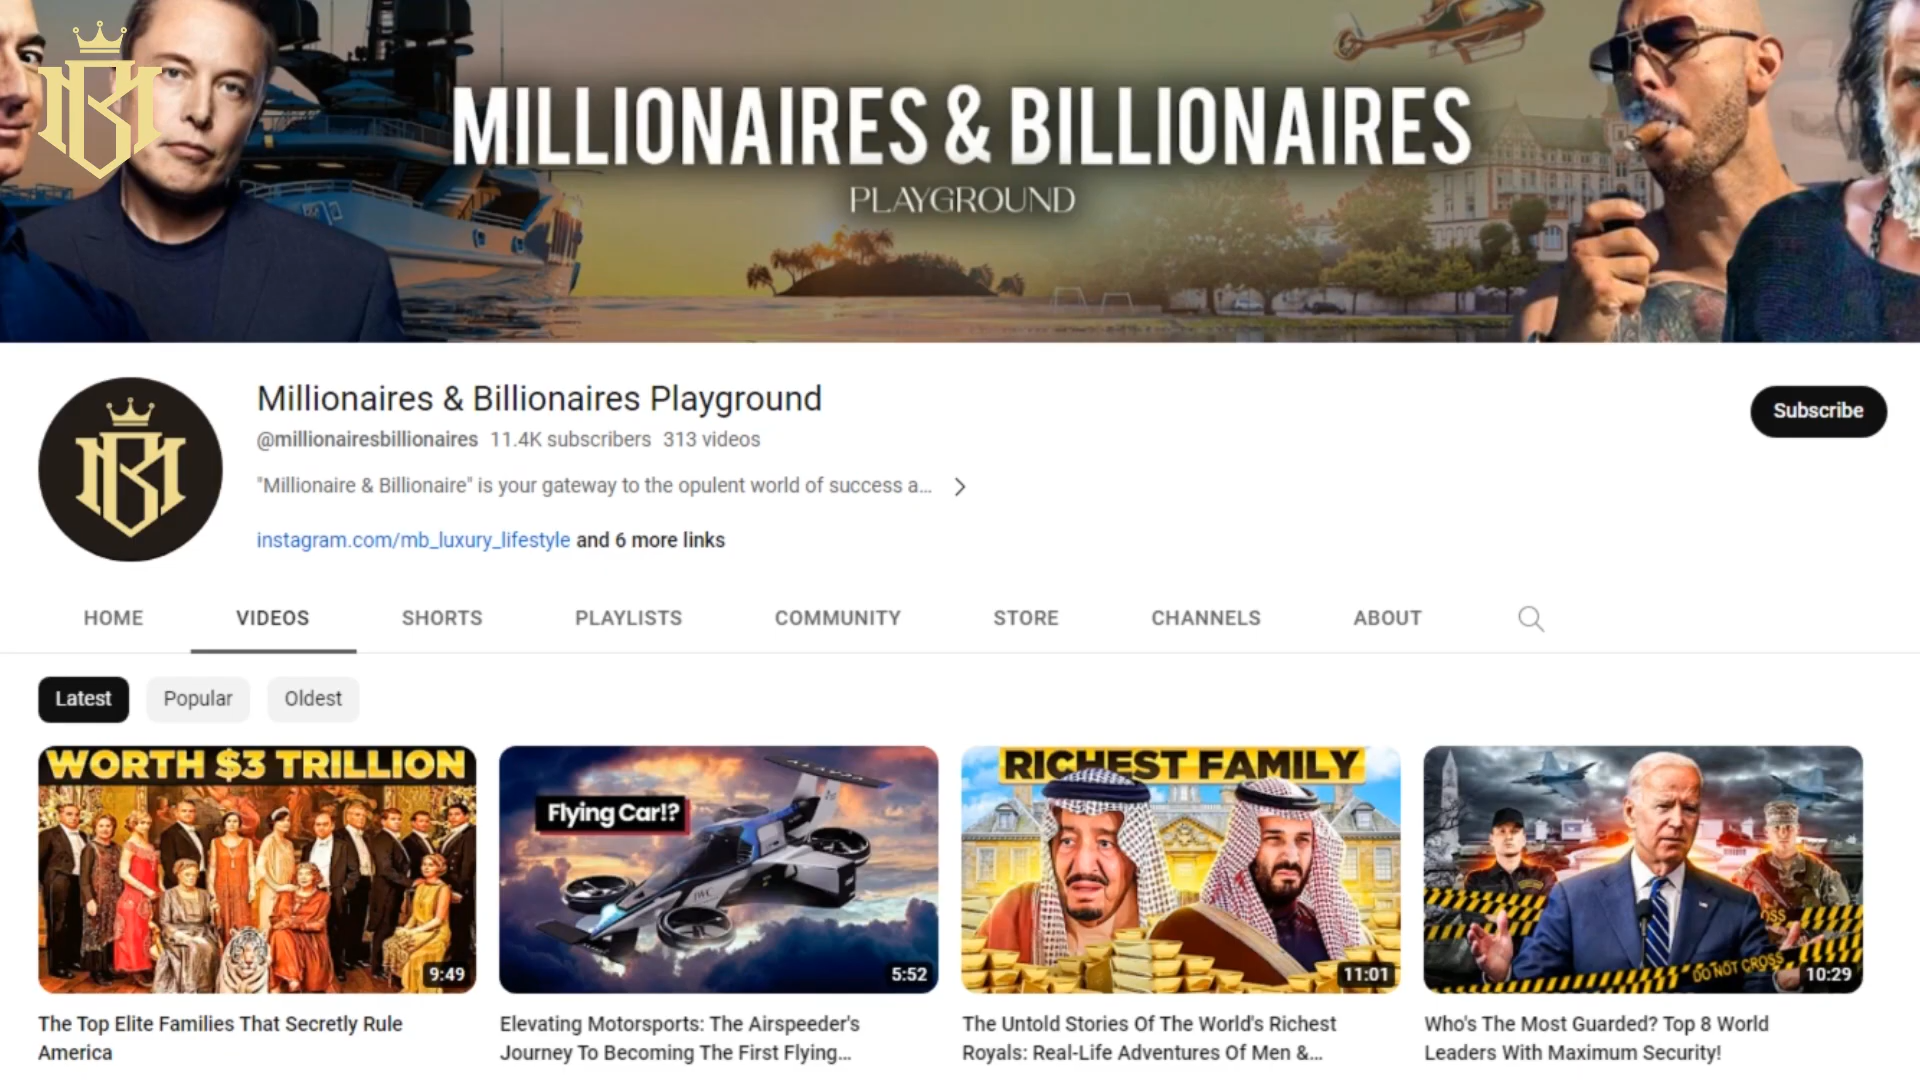 MILLIONAIRES & BILLIONAIRES
PLAYGROUND
Millionaires & Billionaires Playground
@millionairesbillionaires 11.4K subscribers 313 videos
"Millionaire & Billionaire" is your gateway to the opulent world of success a...
instagram.com/mb_luxury_lifestyle and 6 more links
Subscribe
HOME VIDEOS SHORTS PLAYLISTS COMMUNITY STORE CHANNELS ABOUT
Latest Popular Oldest
WORTH $3 TRILLION
9:49
Flying Car!?
ALAUDA
IWC
5:52
RICHEST FAMILY
11:01
DO NOT CROSS
10:29
The Top Elite Families That Secretly Rule
America
Elevating Motorsports: The Airspeeder's
Journey To Becoming The First Flying...
The Untold Stories Of The World's Richest
Royals: Real-Life Adventures Of Men &...
Who's The Most Guarded? Top 8 World
Leaders With Maximum Security!